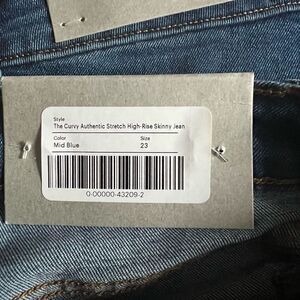 Style
The Curvy Authentic Stretch High-Rise Skinny Jean
Color Size
Mid Blue 23
0-00000-43209-2